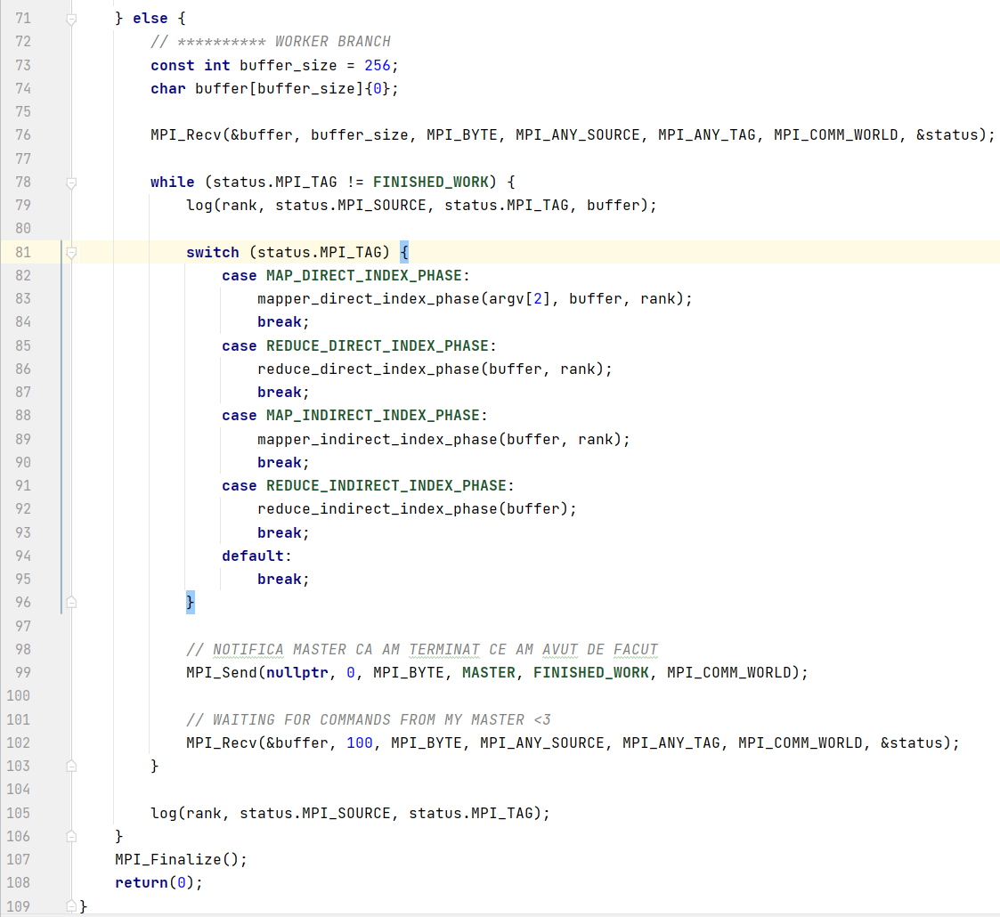 71 } else {
72 // ********** WORKER BRANCH
73 const int buffer_size = 256;
74 char buffer[buffer_size]{0};
75
76 MPI_Recv(&buffer, buffer_size, MPI_BYTE, MPI_ANY_SOURCE, MPI_ANY_TAG, MPI_COMM_WORLD, &status);
77
78 while (status.MPI_TAG != FINISHED_WORK) {
79 log(rank, status.MPI_SOURCE, status.MPI_TAG, buffer);
80
81 switch (status.MPI_TAG) {
82 case MAP_DIRECT_INDEX_PHASE:
83 mapper_direct_index_phase(argv[2], buffer, rank);
84 break;
85 case REDUCE_DIRECT_INDEX_PHASE:
86 reduce_direct_index_phase(buffer, rank);
87 break;
88 case MAP_INDIRECT_INDEX_PHASE:
89 mapper_indirect_index_phase(buffer, rank);
90 break;
91 case REDUCE_INDIRECT_INDEX_PHASE:
92 reduce_indirect_index_phase(buffer);
93 break;
94 default:
95 break;
96 }
97
98 // NOTIFICA MASTER CA AM TERMINAT CE AM AVUT DE FACUT
99 MPI_Send(nullptr, 0, MPI_BYTE, MASTER, FINISHED_WORK, MPI_COMM_WORLD);
100
101 // WAITING FOR COMMANDS FROM MY MASTER <3
102 MPI_Recv(&buffer, 100, MPI_BYTE, MPI_ANY_SOURCE, MPI_ANY_TAG, MPI_COMM_WORLD, &status);
103 }
104
105 log(rank, status.MPI_SOURCE, status.MPI_TAG);
106 }
107 MPI_Finalize();
108 return(0);
109 }